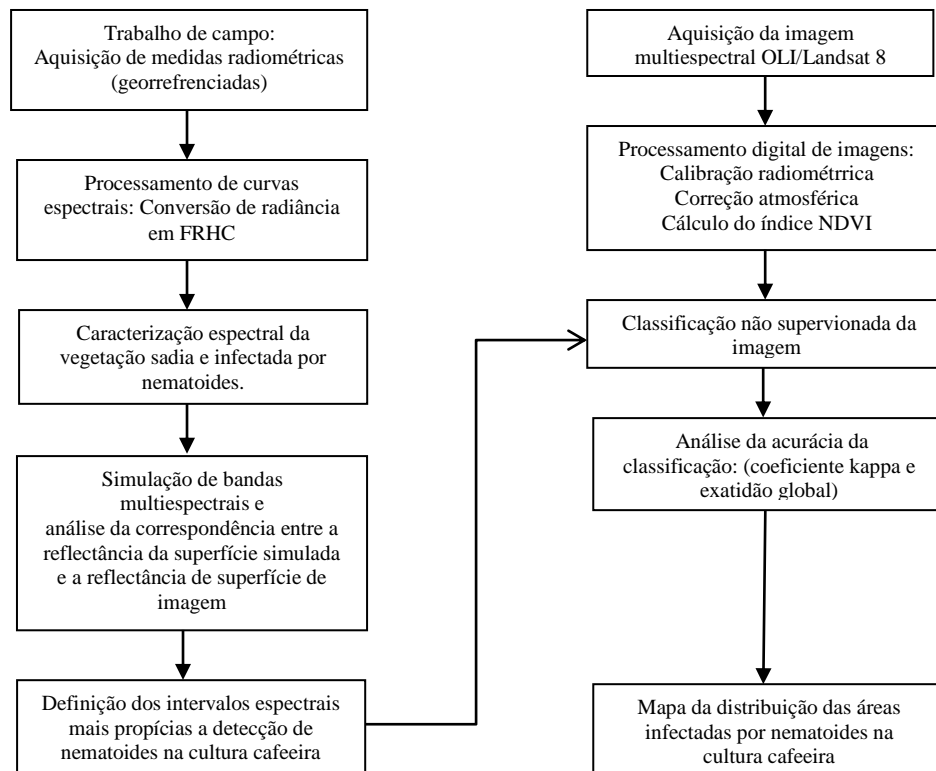 Trabalho de campo:
Aquisição de medidas radiométricas
(georrefrenciadas)
Processamento de curvas
espectrais: Conversão de radiância
em FRHC
Caracterização espectral da
vegetação sadia e infectada por
nematoides.
Simulação de bandas
multiespectrais e
análise da correspondência entre a
reflectância da superfície simulada
e a reflectância de superfície de
imagem
Definição dos intervalos espectrais
mais propícias a detecção de
nematoides na cultura cafeeira
Aquisição da imagem
multiespectral OLI/Landsat 8
Processamento digital de imagens:
Calibração radiométrrica
Correção atmosférica
Cálculo do índice NDVI
Classificação não supervionada da
imagem
Análise da acurácia da
classificação: (coeficiente kappa e
exatidão global)
Mapa da distribuição das áreas
infectadas por nematoides na
cultura cafeeira